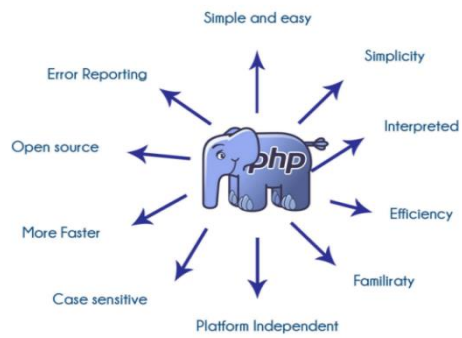 Simple and easy
Simplicity
Error Reporting
Interpreted
Open source
php
Efficiency
More Faster
Familiraty
Case sensitive
Platform Independent